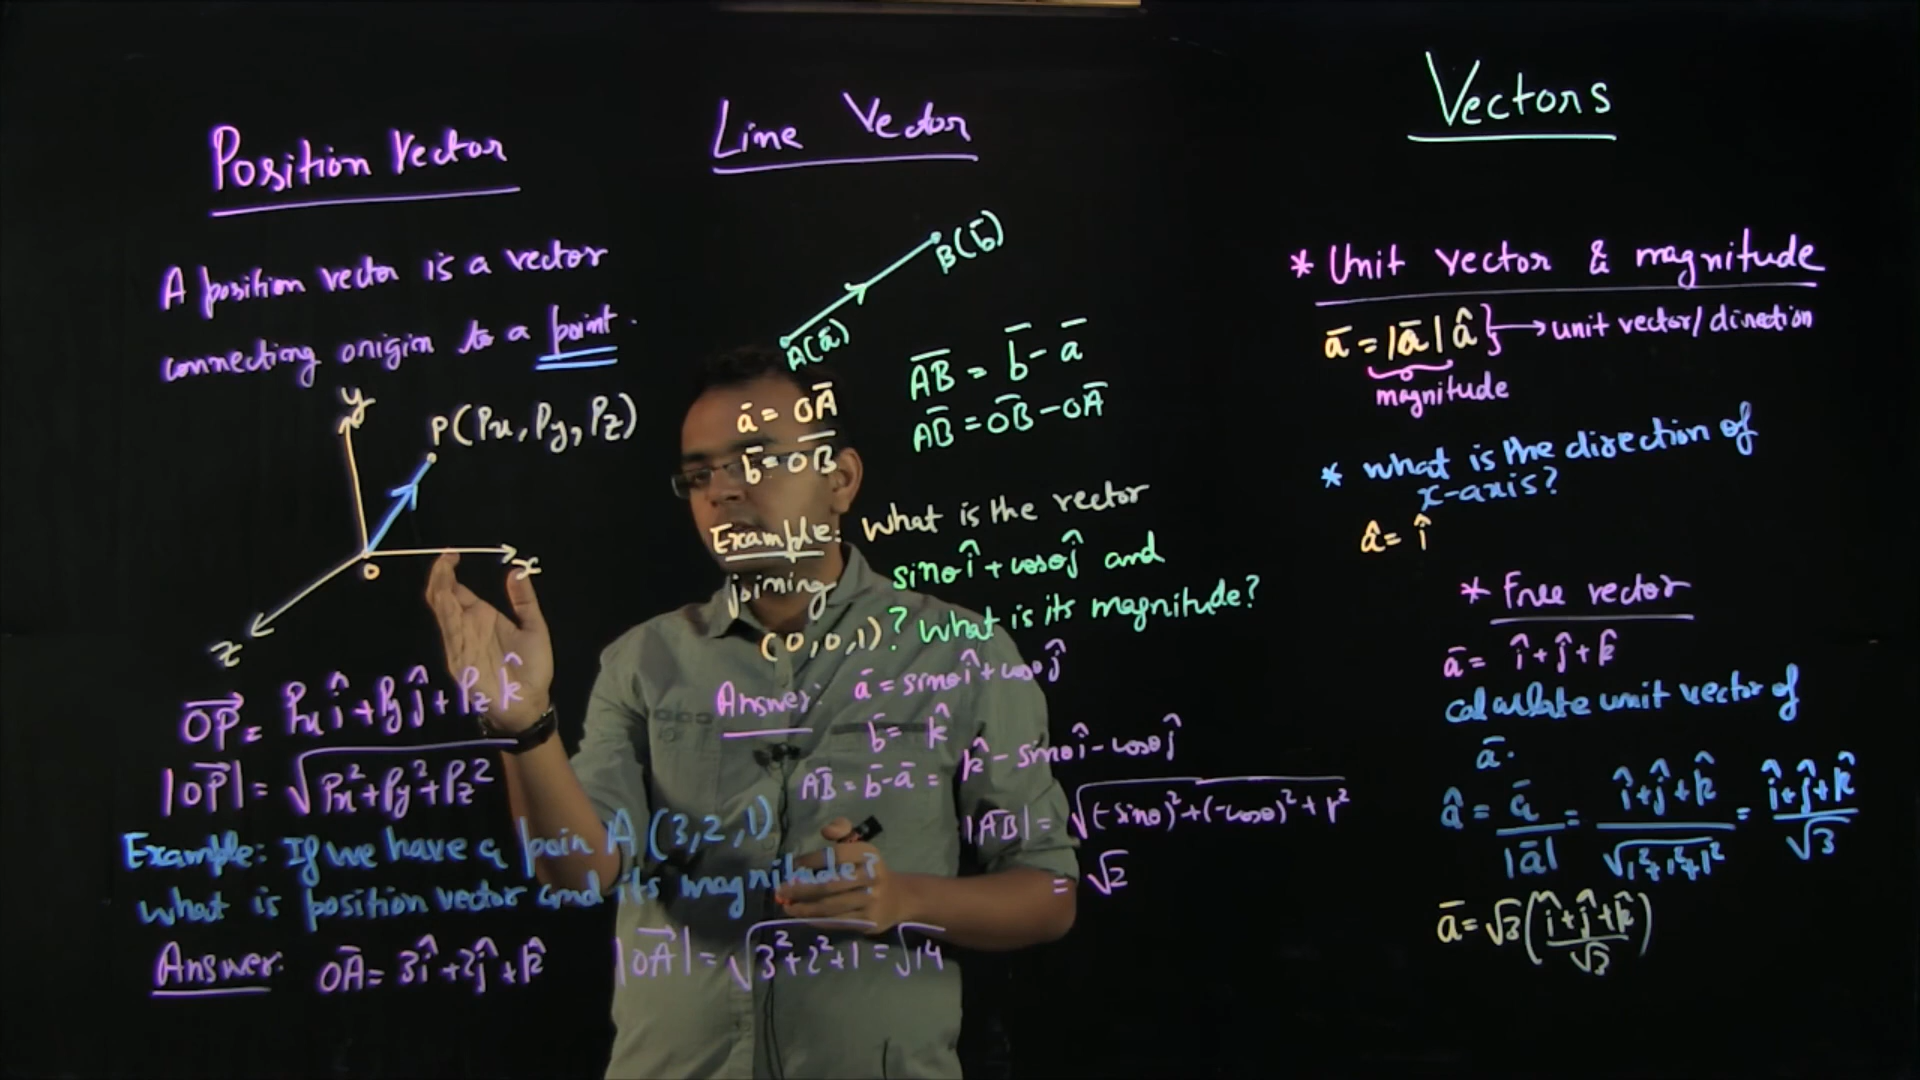 Position Vector
A position vector is a vector
connecting origin to a point.
y
P(Px, Py, Pz)
o
x
z
OP⃗ = Px î + Py ĵ + Pz k̂
|OP⃗| = √(Px² + Py² + Pz²)
Example: If we have a poin A (3,2,1)
what is position vector and its magnitude?
Answer: OA̅ = 3î + 2ĵ + k̂
|OA⃗| = √(3²+2²+1) = √14
Line Vector
B(b̅)
A(a̅)
a̅ = OA̅
b̅ = OB̅
AB̅ = b̅ - a̅
AB̅ = OB̅ - OA̅
Example: What is the vector
joining sinθ î + cosθ ĵ and
(0,0,1)? What is its magnitude?
Answer: a̅ = sinθ î + cosθ ĵ
b̅ = k̂
AB̅ = b̅ - a̅ = k̂ - sinθ î - cosθ ĵ
|AB̅| = √((-sinθ)² + (-cosθ)² + 1²)
= √2
Vectors
* Unit vector & magnitude
a̅ = |a̅| â } → unit vector/direction
magnitude
* what is the direction of
x-axis?
â = î
* Free vector
a̅ = î + ĵ + k̂
calculate unit vector of
a̅.
â = a̅/|a̅| = (î + ĵ + k̂)/√(1²+1²+1²) = (î + ĵ + k̂)/√3
a̅ = √3 ((î + ĵ + k̂)/√3)